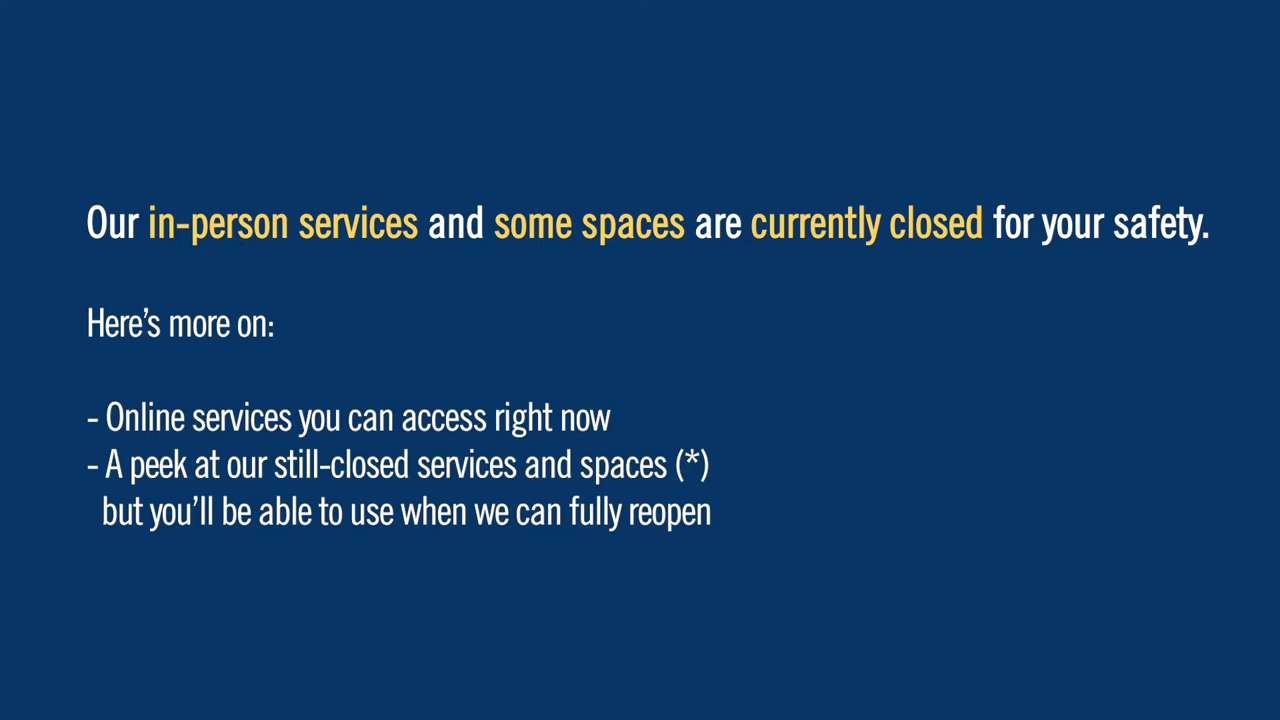 Our in-person services and some spaces are currently closed for your safety.
Here’s more on:
- Online services you can access right now
- A peek at our still-closed services and spaces (*)
but you’ll be able to use when we can fully reopen